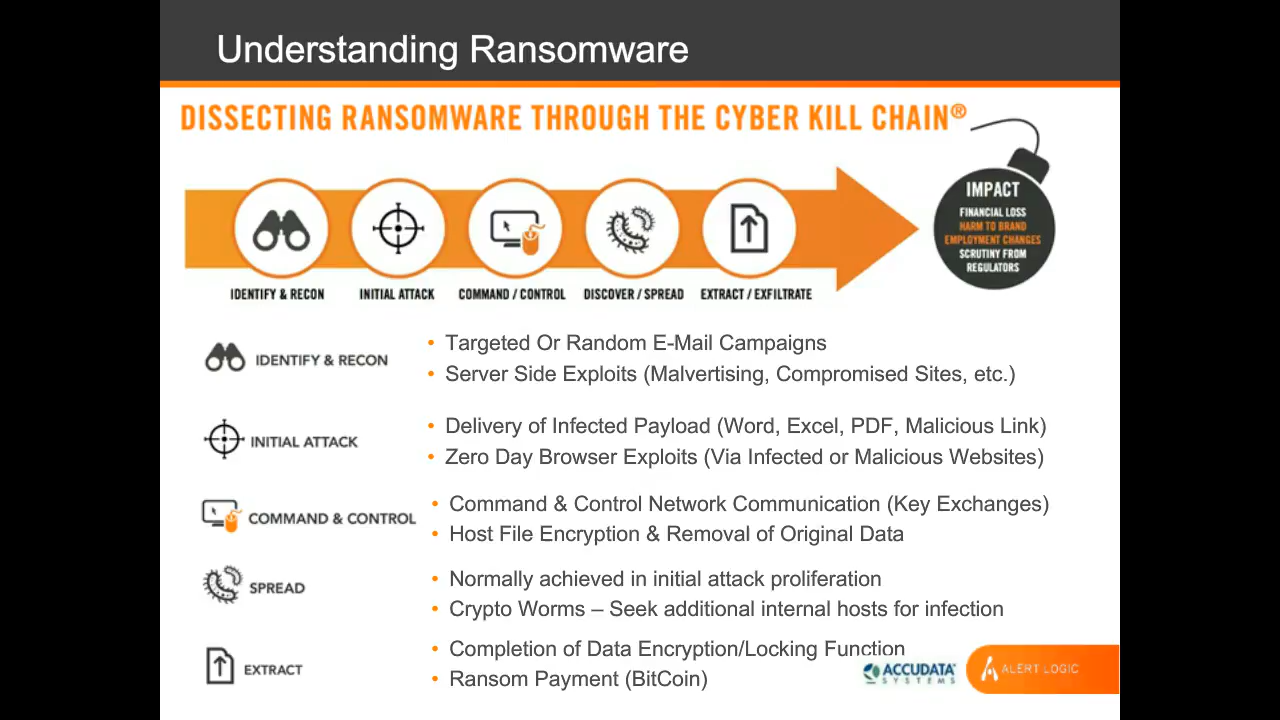 Understanding Ransomware
DISSECTING RANSOMWARE THROUGH THE CYBER KILL CHAIN®
IMPACT
FINANCIAL LOSS
HARM TO BRAND
EMPLOYMENT CHANGES
SCRUTINY FROM
REGULATORS
IDENTIFY & RECON
INITIAL ATTACK
COMMAND / CONTROL
DISCOVER / SPREAD
EXTRACT / EXFILTRATE
IDENTIFY & RECON
• Targeted Or Random E-Mail Campaigns
• Server Side Exploits (Malvertising, Compromised Sites, etc.)
INITIAL ATTACK
• Delivery of Infected Payload (Word, Excel, PDF, Malicious Link)
• Zero Day Browser Exploits (Via Infected or Malicious Websites)
COMMAND & CONTROL
• Command & Control Network Communication (Key Exchanges)
• Host File Encryption & Removal of Original Data
SPREAD
• Normally achieved in initial attack proliferation
• Crypto Worms – Seek additional internal hosts for infection
EXTRACT
• Completion of Data Encryption/Locking Function
• Ransom Payment (BitCoin)
ACCUDATA
SYSTEMS
ALERT LOGIC